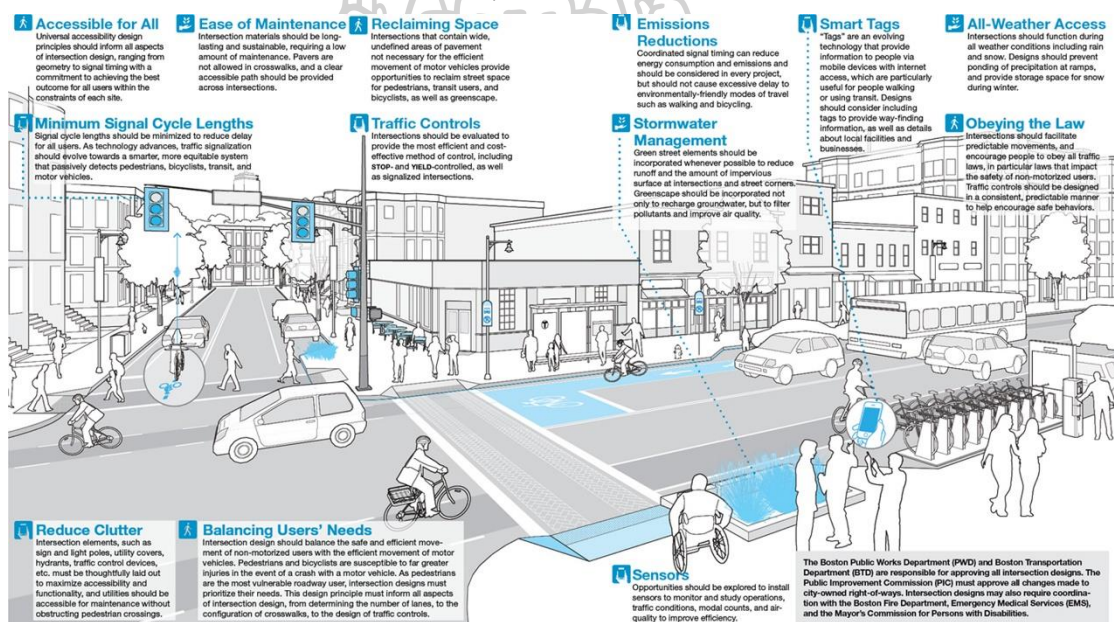 Accessible for All
Universal accessibility design
principles should inform all aspects
of intersection design, ranging from
geometry to signal timing with a
commitment to achieving the best
outcome for all users within the
constraints of each site.
Ease of Maintenance
Intersection materials should be long-
lasting and sustainable, requiring a low
amount of maintenance. Pavers are
not allowed in crosswalks, and a clear
accessible path should be provided
across intersections.
Reclaiming Space
Intersections that contain wide,
undefined areas of pavement
not necessary for the efficient
movement of motor vehicles provide
opportunities to reclaim street space
for pedestrians, transit users, and
bicyclists, as well as greenscape.
Emissions
Reductions
Coordinated signal timing can reduce
energy consumption and emissions and
should be considered in every project,
but should not cause excessive delay to
environmentally-friendly modes of travel
such as walking and bicycling.
Smart Tags
"Tags" are an evolving
technology that provide
information to people via
mobile devices with internet
access, which are particularly
useful for people walking
or using transit. Designs
should consider including
tags to provide way-finding
information, as well as details
about local facilities and
businesses.
All-Weather Access
Intersections should function during
all weather conditions including rain
and snow. Designs should prevent
ponding of precipitation at ramps,
and provide storage space for snow
during winter.
Minimum Signal Cycle Lengths
Signal cycle lengths should be minimized to reduce delay
for all users. As technology advances, traffic signalization
should evolve towards a smarter, more equitable system
that passively detects pedestrians, bicyclists, transit, and
motor vehicles.
Traffic Controls
Intersections should be evaluated to
provide the most efficient and cost-
effective method of control, including
STOP- and YIELD-controlled, as well
as signalized intersections.
Stormwater
Management
Green street elements should be
incorporated whenever possible to reduce
runoff and the amount of impervious
surface at intersections and street corners.
Greenscape should be incorporated not
only to recharge groundwater, but to filter
pollutants and improve air quality.
Obeying the Law
Intersections should facilitate
predictable movements, and
encourage people to obey all traffic
laws, in particular laws that impact
the safety of non-motorized users.
Traffic controls should be designed
in a consistent, predictable manner
to help encourage safe behaviors.
Reduce Clutter
Intersection elements, such as
sign and light poles, utility covers,
hydrants, traffic control devices,
etc. must be thoughtfully laid out
to maximize accessibility and
functionality, and utilities should be
accessible for maintenance without
obstructing pedestrian crossings.
Balancing Users' Needs
Intersection design should balance the safe and efficient move-
ment of non-motorized users with the efficient movement of motor
vehicles. Pedestrians and bicyclists are susceptible to far greater
injuries in the event of a crash with a motor vehicle. As pedestrians
are the most vulnerable roadway user, intersection designs must
prioritize their needs. This design principle must inform all aspects
of intersection design, from determining the number of lanes, to the
configuration of crosswalks, to the design of traffic controls.
Sensors
Opportunities should be explored to install
sensors to monitor and study operations,
traffic conditions, modal counts, and air-
quality to improve efficiency.
The Boston Public Works Department (PWD) and Boston Transportation
Department (BTD) are responsible for approving all intersection designs. The
Public Improvement Commission (PIC) must approve all changes made to
city-owned right-of-ways. Intersection designs may also require coordina-
tion with the Boston Fire Department, Emergency Medical Services (EMS),
and the Mayor's Commission for Persons with Disabilities.